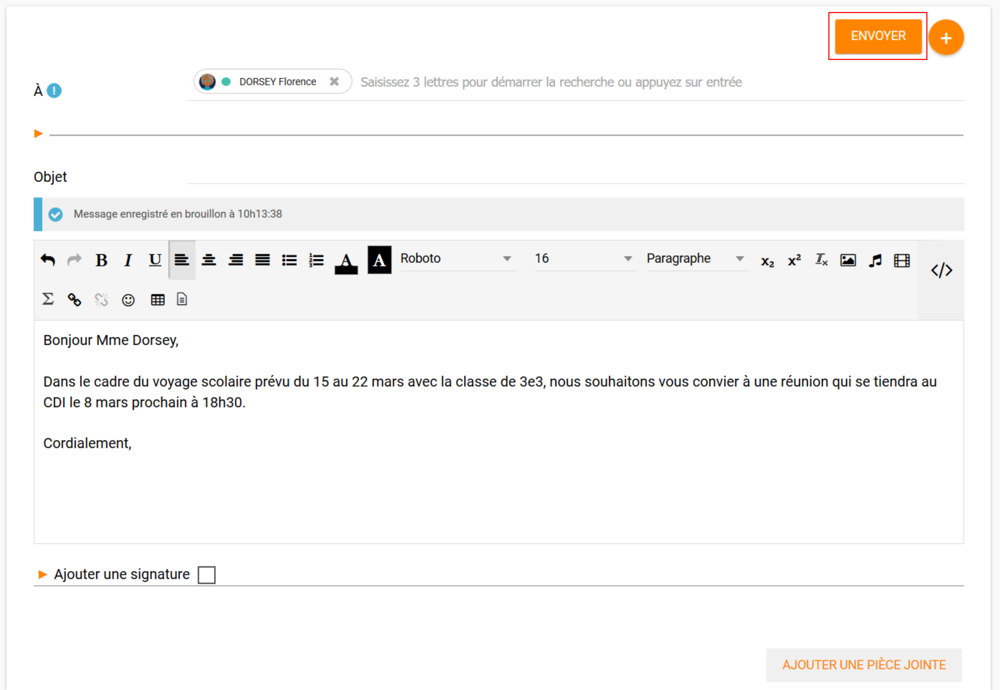 ENVOYER
+
À
DORSEY Florence ✖ Saisissez 3 lettres pour démarrer la recherche ou appuyez sur entrée
Objet
Message enregistré en brouillon à 10h13:38
B I U A A Roboto 16 Paragraphe x₂ x² Tx </>
Σ
Bonjour Mme Dorsey,
Dans le cadre du voyage scolaire prévu du 15 au 22 mars avec la classe de 3e3, nous souhaitons vous convier à une réunion qui se tiendra au
CDI le 8 mars prochain à 18h30.
Cordialement,
Ajouter une signature
AJOUTER UNE PIÈCE JOINTE